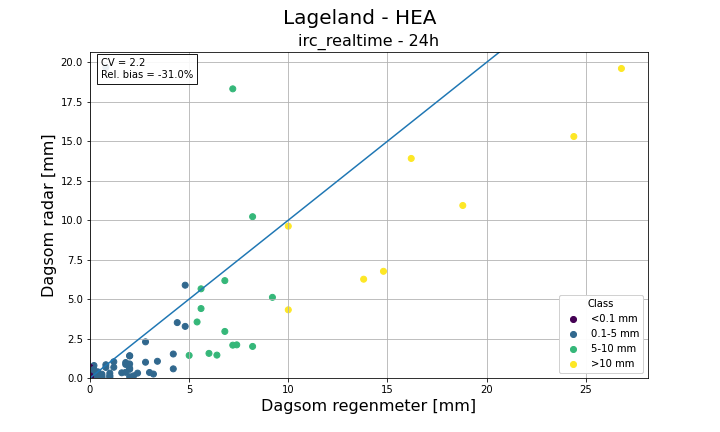 Lageland - HEA
irc_realtime - 24h
CV = 2.2
Rel. bias = -31.0%
20.0
17.5
15.0
12.5
10.0
7.5
5.0
2.5
0.0
Dagsom radar [mm]
Class
<0.1 mm
0.1-5 mm
5-10 mm
>10 mm
0 5 10 15 20 25
Dagsom regenmeter [mm]